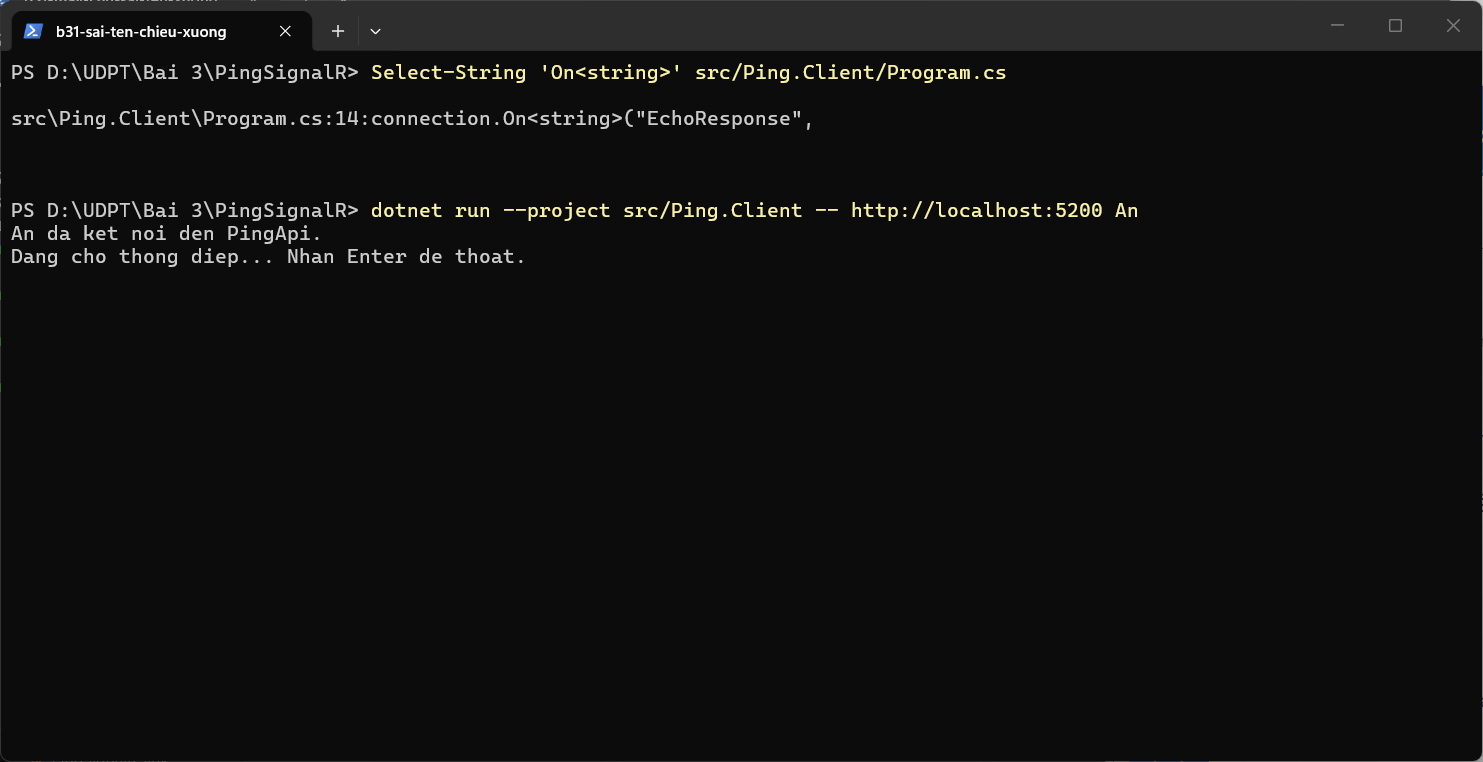 b31-sai-ten-chieu-xuong
PS D:\UDPT\Bai 3\PingSignalR> Select-String 'On<string>' src/Ping.Client/Program.cs
src\Ping.Client\Program.cs:14:connection.On<string>("EchoResponse",
PS D:\UDPT\Bai 3\PingSignalR> dotnet run --project src/Ping.Client -- http://localhost:5200 An
An da ket noi den PingApi.
Dang cho thong diep... Nhan Enter de thoat.